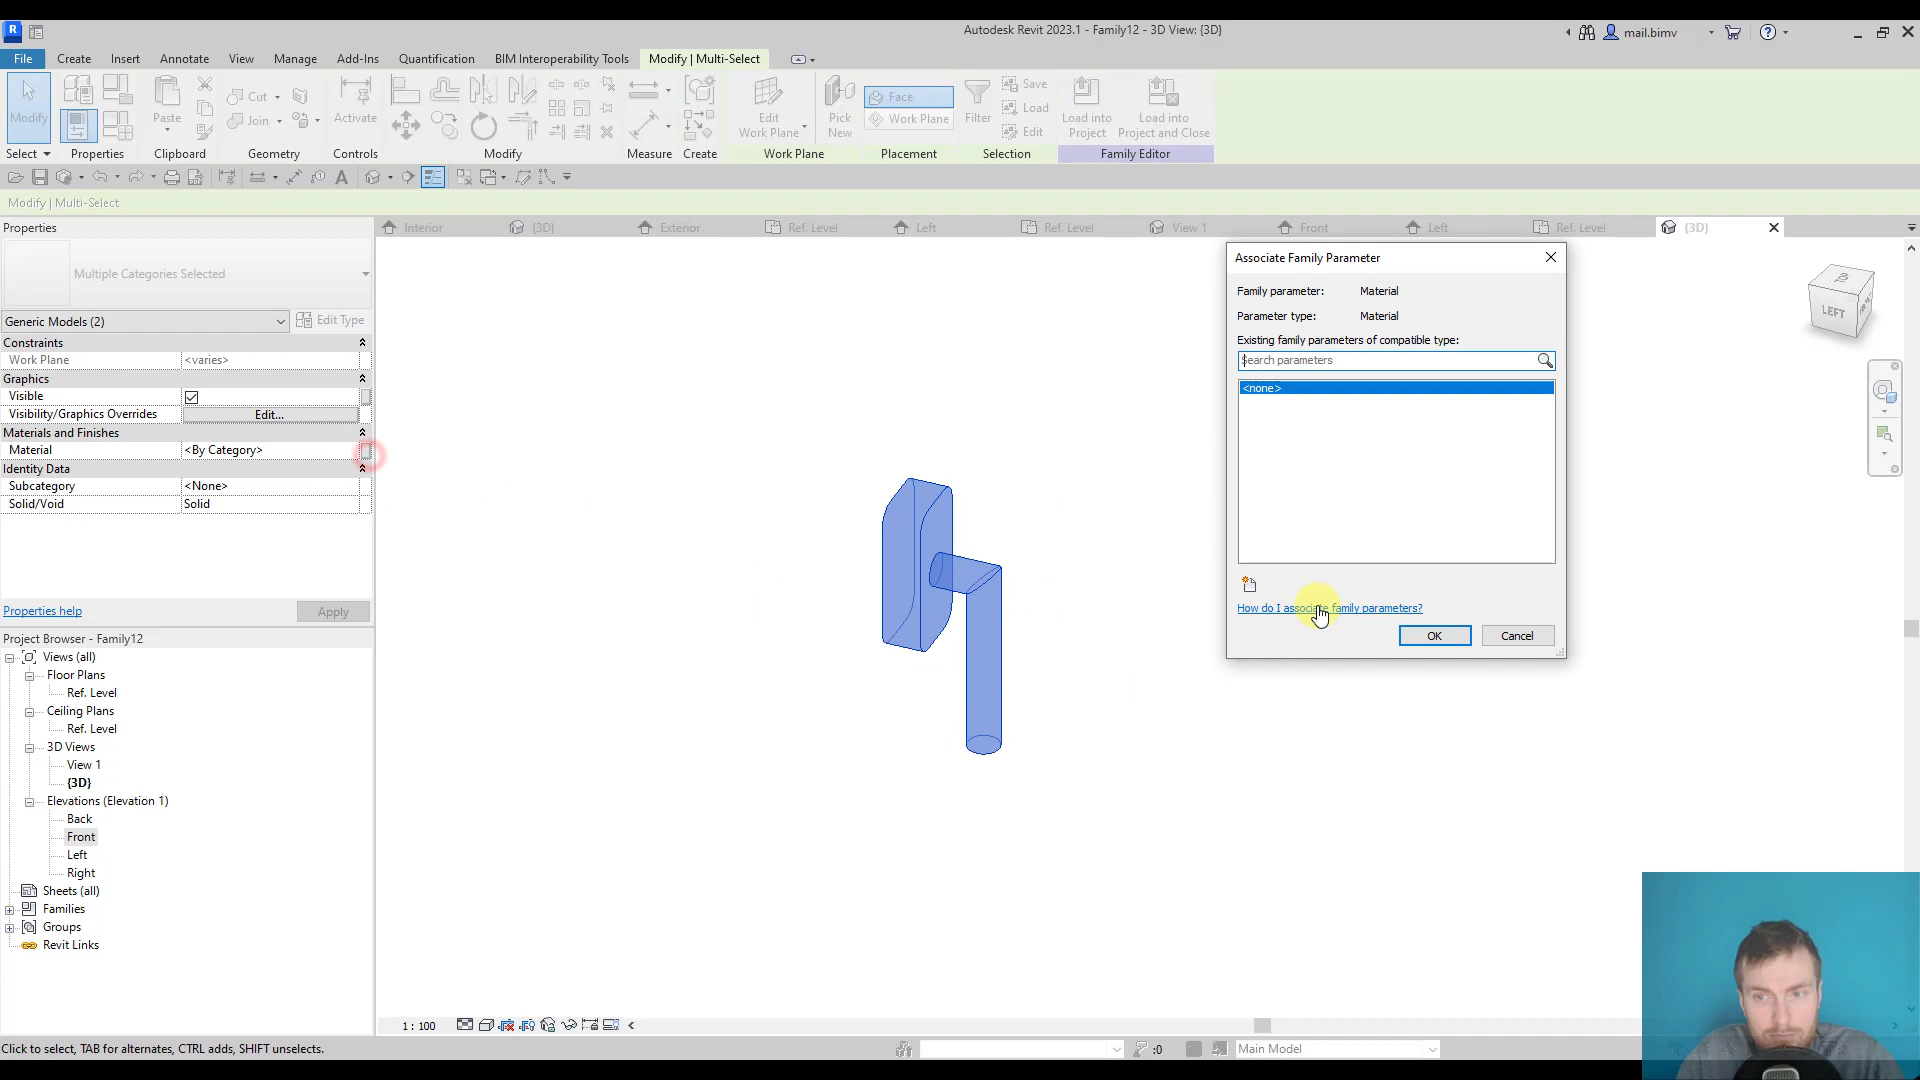 Autodesk Revit 2023.1 - Family12 - 3D View: {3D}
mail.bimv
File Create Insert Annotate View Manage Add-Ins Quantification BIM Interoperability Tools Modify | Multi-Select
Modify
Paste
Cut
Join
Activate
Edit
Work Plane
Pick
New
Face
Work Plane
Filter
Save
Load
Edit
Load into
Project
Load into
Project and Close
Select Properties Clipboard Geometry Controls Modify Measure Create Work Plane Placement Selection Family Editor
Modify | Multi-Select
Properties
Multiple Categories Selected
Generic Models (2)
Edit Type
Constraints
Work Plane <varies>
Graphics
Visible
Visibility/Graphics Overrides Edit...
Materials and Finishes
Material <By Category>
Identity Data
Subcategory <None>
Solid/Void Solid
Properties help
Apply
Project Browser - Family12
Views (all)
Floor Plans
Ref. Level
Ceiling Plans
Ref. Level
3D Views
View 1
{3D}
Elevations (Elevation 1)
Back
Front
Left
Right
Sheets (all)
Families
Groups
Revit Links
Interior {3D} Exterior Ref. Level Left Ref. Level View 1 Front Left Ref. Level {3D}
Associate Family Parameter
Family parameter: Material
Parameter type: Material
Existing family parameters of compatible type:
Search parameters
<none>
How do I associate family parameters?
OK
Cancel
LEFT
1 : 100
Click to select, TAB for alternates, CTRL adds, SHIFT unselects.
:0
Main Model